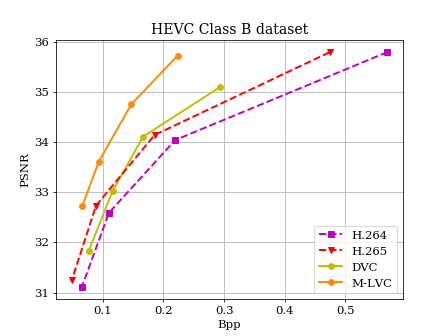 HEVC Class B dataset
36
35
34
33
32
31
PSNR
0.1 0.2 0.3 0.4 0.5
Bpp
H.264
H.265
DVC
M-LVC